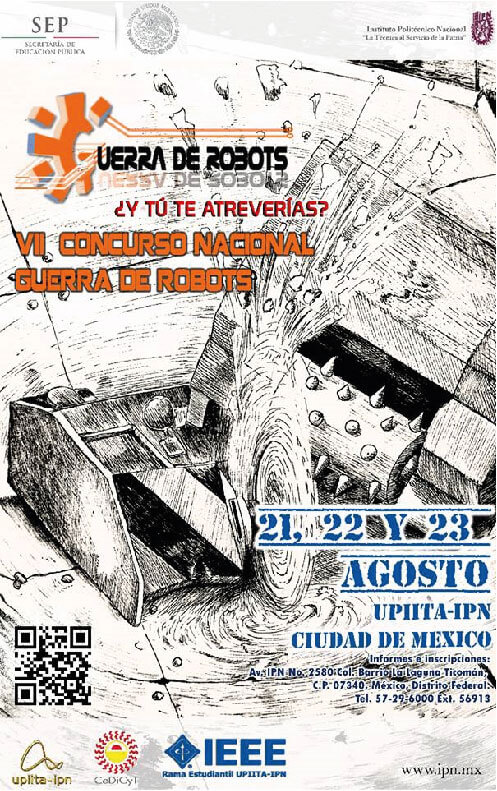 SEP
SECRETARÍA DE
EDUCACIÓN PÚBLICA
Instituto Politécnico Nacional
"La Técnica al Servicio de la Patria"
GUERRA DE ROBOTS
¿Y TÚ TE ATREVERÍAS?
VII CONCURSO NACIONAL
GUERRA DE ROBOTS
21, 22 Y 23
AGOSTO
UPIITA-IPN
CIUDAD DE MEXICO
Informes e inscripciones:
Av. IPN No. 2580 Col. Barrio La Laguna Ticomán,
C.P. 07340, México, Distrito Federal.
Tel. 57-29-6000 Ext. 56913
upiita-ipn
CoDiCyT
IEEE
Rama Estudiantil UPIITA-IPN
www.ipn.mx